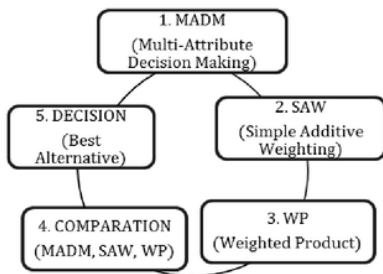 1. MADM
(Multi-Attribute
Decision Making)
2. SAW
(Simple Additive
Weighting)
3. WP
(Weighted Product)
4. COMPARATION
(MADM, SAW, WP)
5. DECISION
(Best
Alternative)